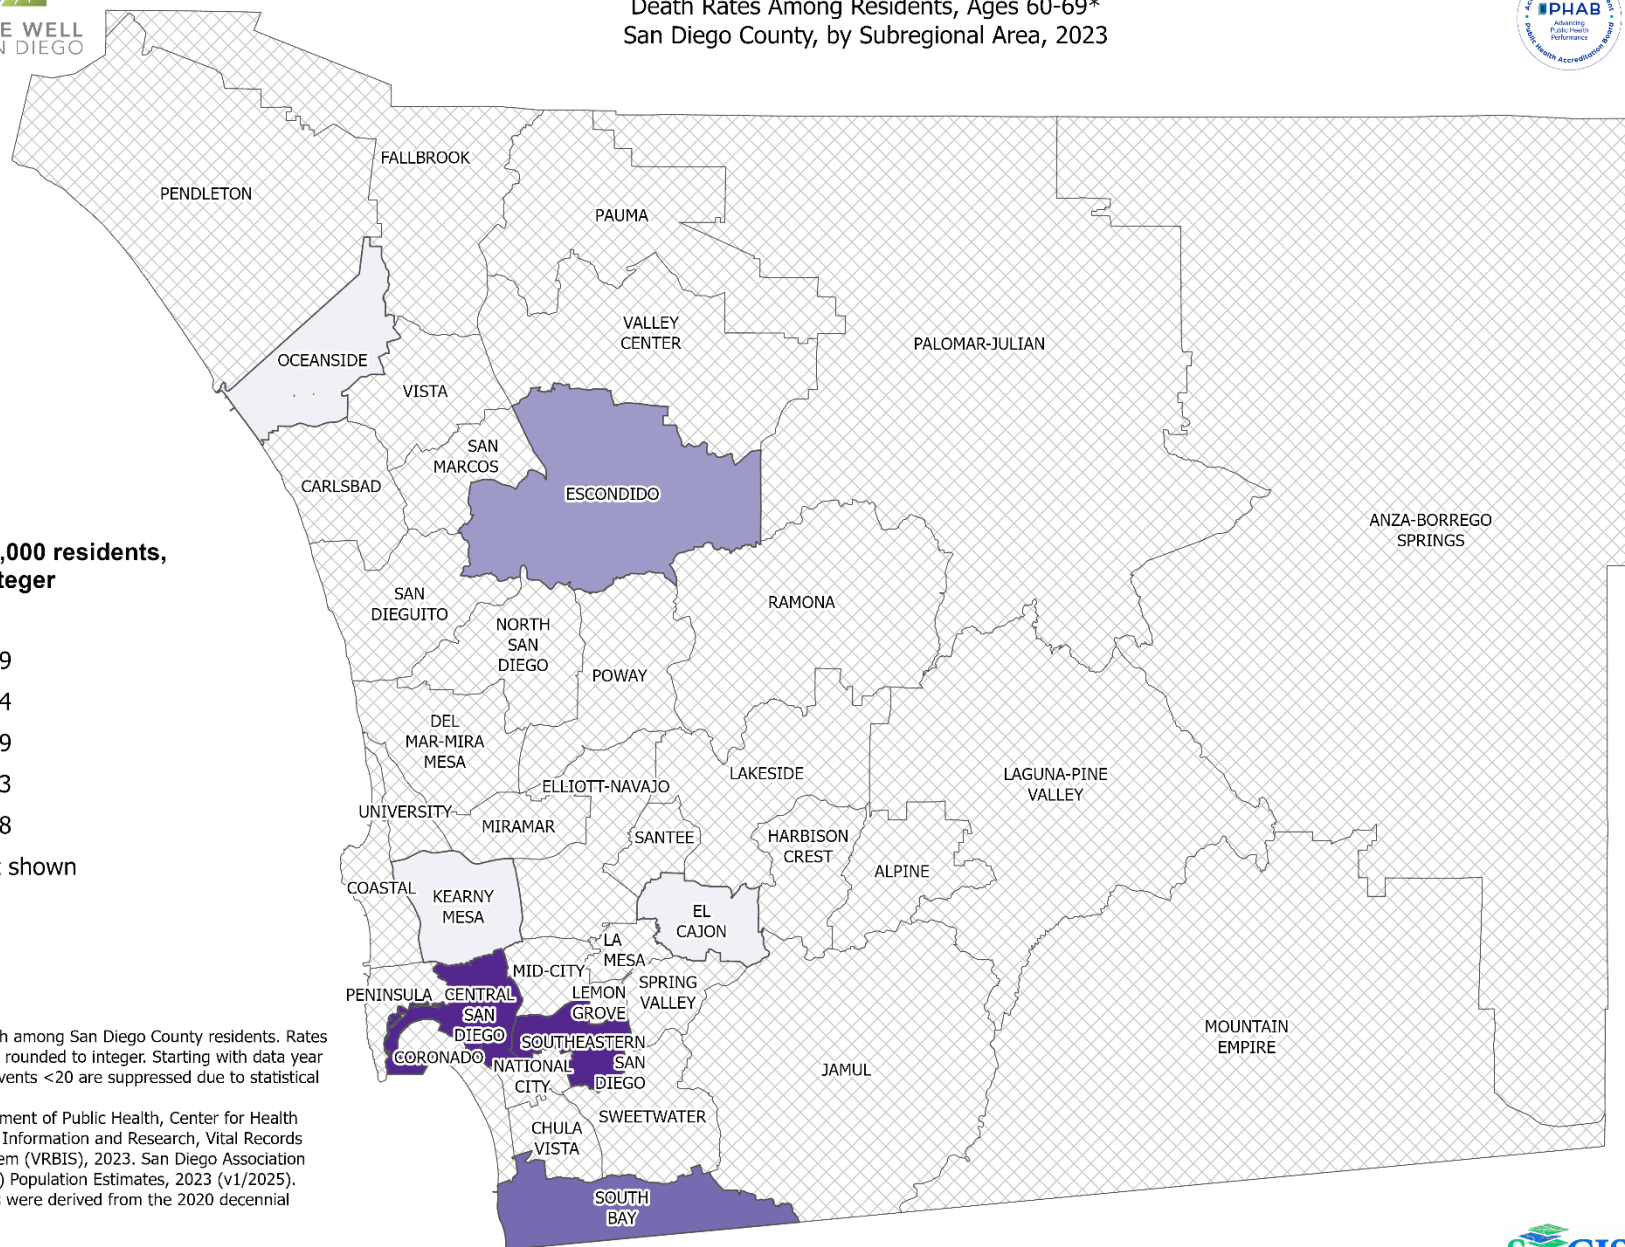 E WELL
N DIEGO
Death Rates Among Residents, Ages 60-69*
San Diego County, by Subregional Area, 2023
PHAB
Advancing
Public Health
Performance
Public Health Accreditation Board
FALLBROOK
PENDLETON
PAUMA
VALLEY
CENTER
PALOMAR-JULIAN
OCEANSIDE
VISTA
SAN
MARCOS
CARLSBAD
ESCONDIDO
ANZA-BORREGO
SPRINGS
,000 residents,
teger
SAN
DIEGUITO
RAMONA
NORTH
SAN
DIEGO
POWAY
9
4
9
3
8
t shown
DEL
MAR-MIRA
MESA
LAKESIDE
LAGUNA-PINE
VALLEY
ELLIOTT-NAVAJO
UNIVERSITY
MIRAMAR
SANTEE
HARBISON
CREST
ALPINE
COASTAL
KEARNY
MESA
EL
CAJON
LA
MESA
MID-CITY
SPRING
VALLEY
PENINSULA
CENTRAL
SAN
DIEGO
LEMON
GROVE
SOUTHEASTERN
SAN
DIEGO
CORONADO
NATIONAL
CITY
MOUNTAIN
EMPIRE
JAMUL
SWEETWATER
CHULA
VISTA
SOUTH
BAY
h among San Diego County residents. Rates
rounded to integer. Starting with data year
vents <20 are suppressed due to statistical
ment of Public Health, Center for Health
Information and Research, Vital Records
em (VRBIS), 2023. San Diego Association
) Population Estimates, 2023 (v1/2025).
s were derived from the 2020 decennial